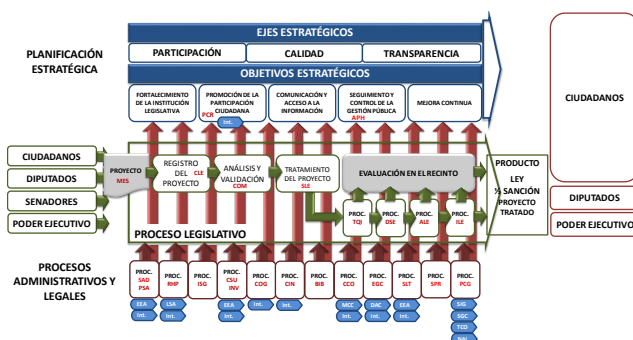 EJES ESTRATÉGICOS
PLANIFICACIÓN
ESTRATÉGICA
PARTICIPACIÓN
CALIDAD
TRANSPARENCIA
OBJETIVOS ESTRATÉGICOS
FORTALECIMIENTO
DE LA INSTITUCIÓN
LEGISLATIVA
PROMOCIÓN DE LA
PARTICIPACIÓN
CIUDADANA
PCR
Int.
COMUNICACIÓN Y
ACCESO A LA
INFORMACIÓN
SEGUIMIENTO Y
CONTROL DE LA
GESTIÓN PÚBLICA
APH
MEJORA CONTINUA
CIUDADANOS
CIUDADANOS
DIPUTADOS
SENADORES
PODER EJECUTIVO
PROYECTO
MES
REGISTRO
DEL
PROYECTO
CLE
ANÁLISIS Y
VALIDACIÓN
COM
TRATAMIENTO
DEL PROYECTO
SLE
EVALUACIÓN EN EL RECINTO
PROC.
TQI
PROC.
DSE
PROC.
ALE
PROC.
ILE
PROCESO LEGISLATIVO
PRODUCTO
LEY
½ SANCIÓN
PROYECTO
TRATADO
DIPUTADOS
PODER EJECUTIVO
PROCESOS
ADMINISTRATIVOS Y
LEGALES
PROC.
SAD
PSA
PROC.
RHP
PROC.
ISG
PROC.
CSU
INV
PROC.
COG
PROC.
CIN
PROC.
BIB
PROC.
CCO
PROC.
EGC
PROC.
SLT
PROC.
SPR
PROC.
PCG
EEA
Int.
LSA
Int.
EEA
Int.
Int.
Int.
MCC
Int.
DAC
Int.
EEA
Int.
SIG
SGC
TCD